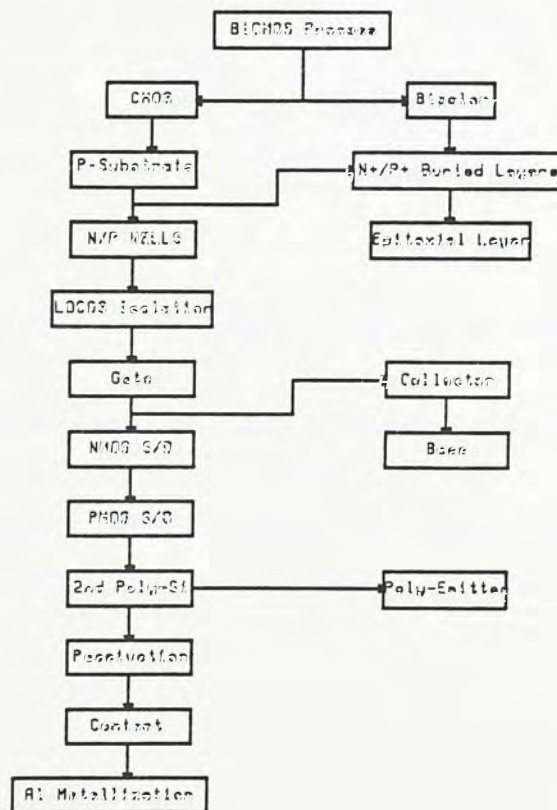 BiCMOS Process
CMOS
Bipolar
P-Substrate
N+/P+ Buried Layers
N/P WELLS
Epitaxial Layer
LOCOS Isolation
Gate
Collector
NMOS S/D
Base
PMOS S/D
2nd Poly-Si
Poly-Emitter
Passivation
Contact
Al Metallization